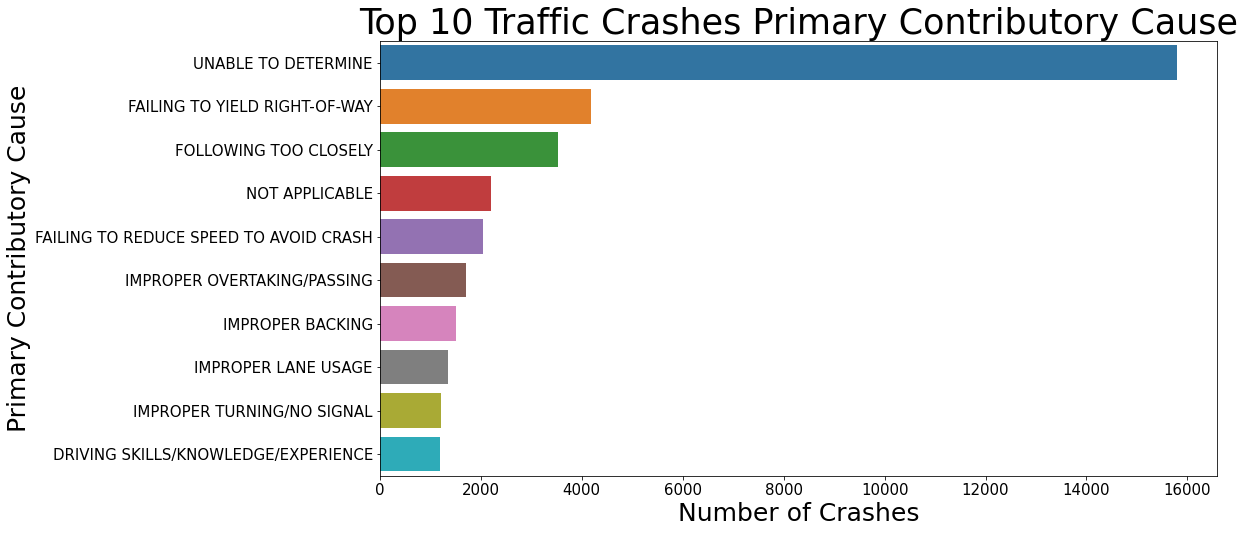 Top 10 Traffic Crashes Primary Contributory Cause
Primary Contributory Cause
UNABLE TO DETERMINE
FAILING TO YIELD RIGHT-OF-WAY
FOLLOWING TOO CLOSELY
NOT APPLICABLE
FAILING TO REDUCE SPEED TO AVOID CRASH
IMPROPER OVERTAKING/PASSING
IMPROPER BACKING
IMPROPER LANE USAGE
IMPROPER TURNING/NO SIGNAL
DRIVING SKILLS/KNOWLEDGE/EXPERIENCE
0 2000 4000 6000 8000 10000 12000 14000 16000
Number of Crashes